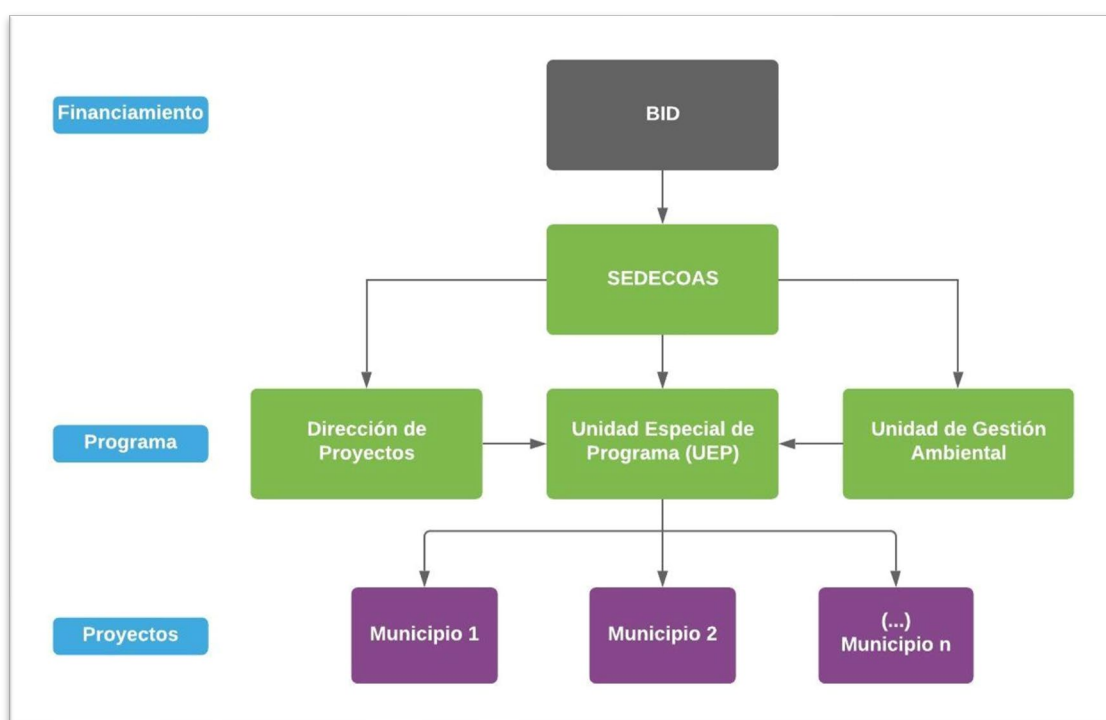 Financiamiento
BID
SEDECOAS
Programa
Dirección de
Proyectos
Unidad Especial de
Programa (UEP)
Unidad de Gestión
Ambiental
Proyectos
Municipio 1
Municipio 2
(...)
Municipio n